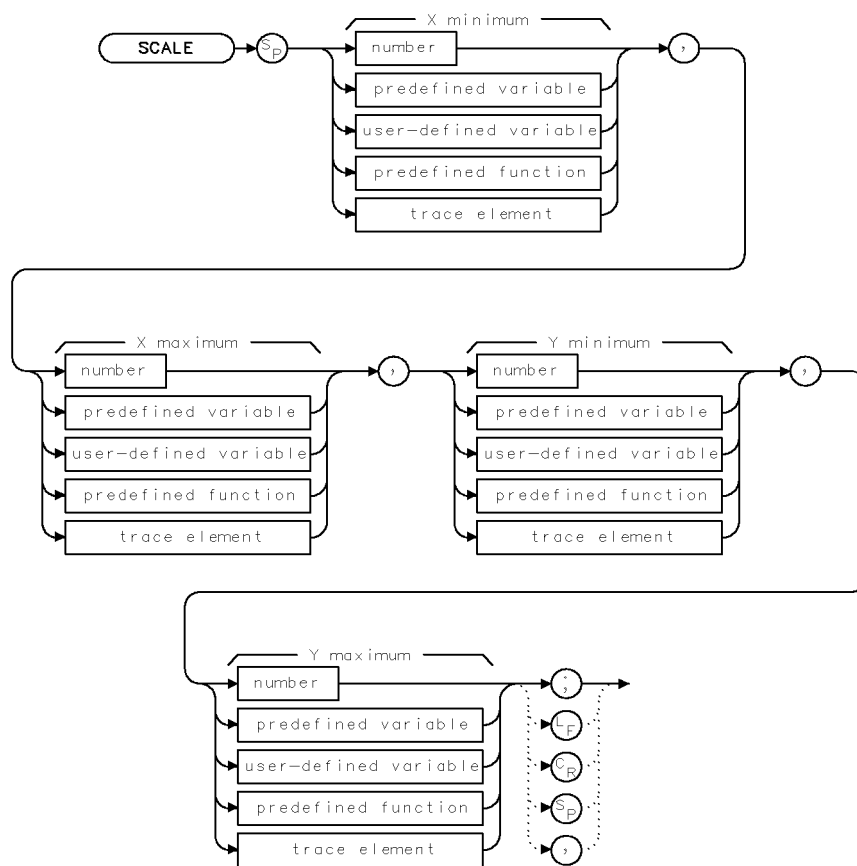 X minimum
SCALE SP number ,
predefined variable
user-defined variable
predefined function
trace element
X maximum Y minimum
number , number ,
predefined variable predefined variable
user-defined variable user-defined variable
predefined function predefined function
trace element trace element
Y maximum
number ;
predefined variable LF
user-defined variable CR
predefined function SP
trace element ,